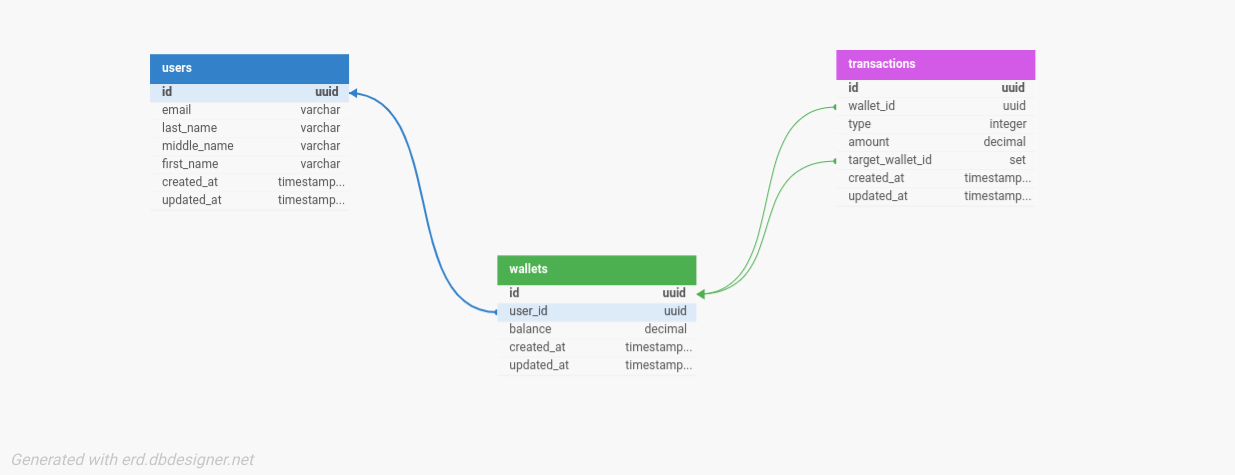 users
id uuid
email varchar
last_name varchar
middle_name varchar
first_name varchar
created_at timestamp...
updated_at timestamp...
wallets
id uuid
user_id uuid
balance decimal
created_at timestamp...
updated_at timestamp...
transactions
id uuid
wallet_id uuid
type integer
amount decimal
target_wallet_id set
created_at timestamp...
updated_at timestamp...
Generated with erd.dbdesigner.net